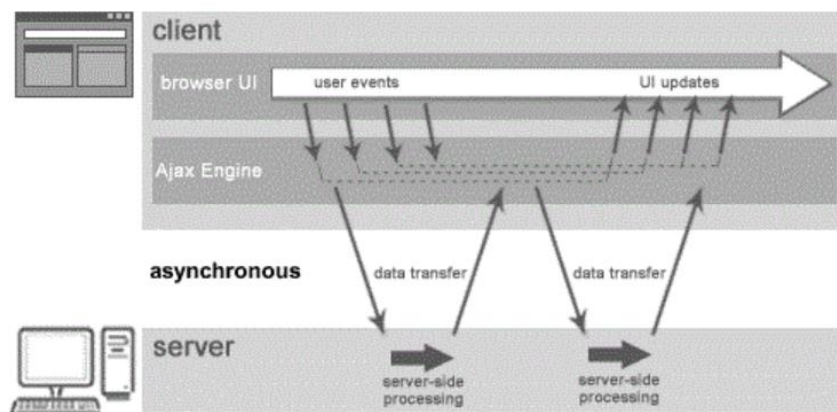 client
browser UI
user events
UI updates
Ajax Engine
asynchronous
data transfer
data transfer
server
server-side
processing
server-side
processing